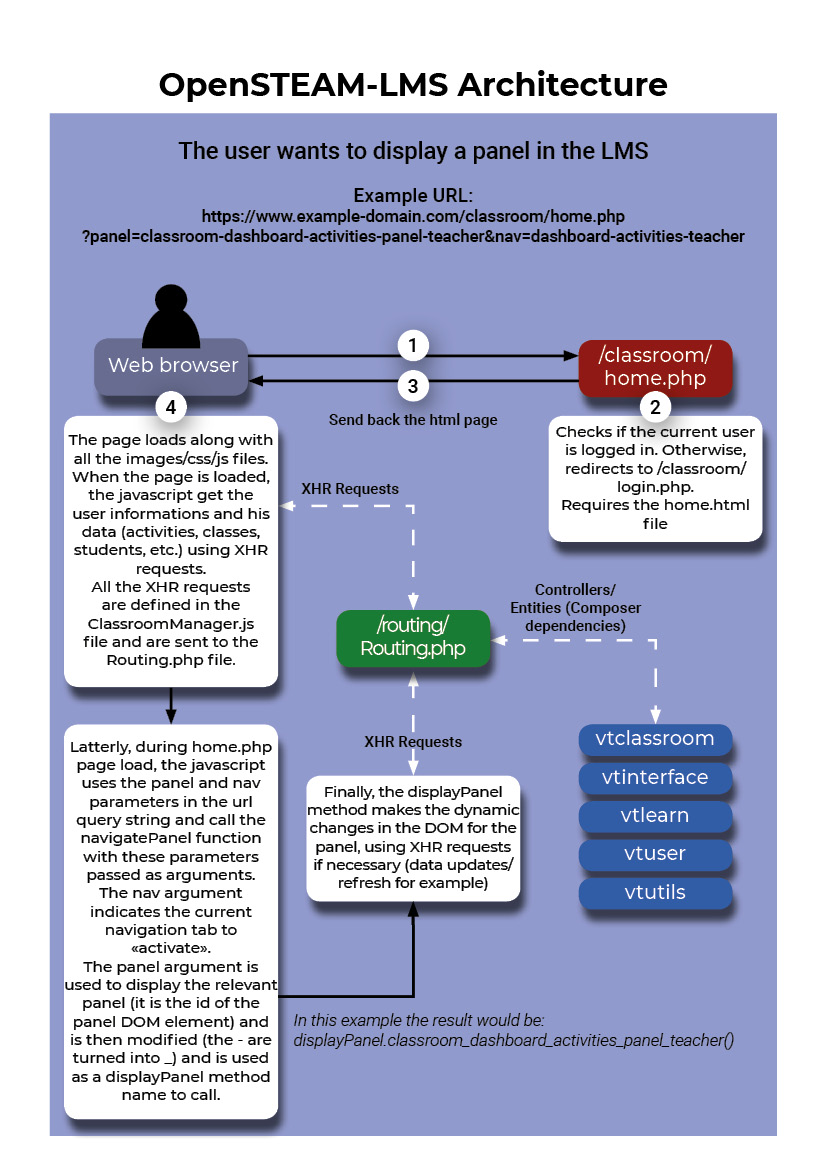 OpenSTEAM-LMS Architecture
The user wants to display a panel in the LMS
Example URL:
https://www.example-domain.com/classroom/home.php
?panel=classroom-dashboard-activities-panel-teacher&nav=dashboard-activities-teacher
Web browser
1
3
Send back the html page
/classroom/
home.php
2
Checks if the current user
is logged in. Otherwise,
redirects to /classroom/
login.php.
Requires the home.html
file
4
The page loads along with
all the images/css/js files.
When the page is loaded,
the javascript get the
user informations and his
data (activities, classes,
students, etc.) using XHR
requests.
All the XHR requests
are defined in the
ClassroomManager.js
file and are sent to the
Routing.php file.
XHR Requests
/routing/
Routing.php
Controllers/
Entities (Composer
dependencies)
vtclassroom
vtinterface
vtlearn
vtuser
vtutils
XHR Requests
Latterly, during home.php
page load, the javascript
uses the panel and nav
parameters in the url
query string and call the
navigatePanel function
with these parameters
passed as arguments.
The nav argument
indicates the current
navigation tab to
«activate».
The panel argument is
used to display the relevant
panel (it is the id of the
panel DOM element) and
is then modified (the - are
turned into _) and is used
as a displayPanel method
name to call.
Finally, the displayPanel
method makes the dynamic
changes in the DOM for the
panel, using XHR requests
if necessary (data updates/
refresh for example)
In this example the result would be:
displayPanel.classroom_dashboard_activities_panel_teacher()